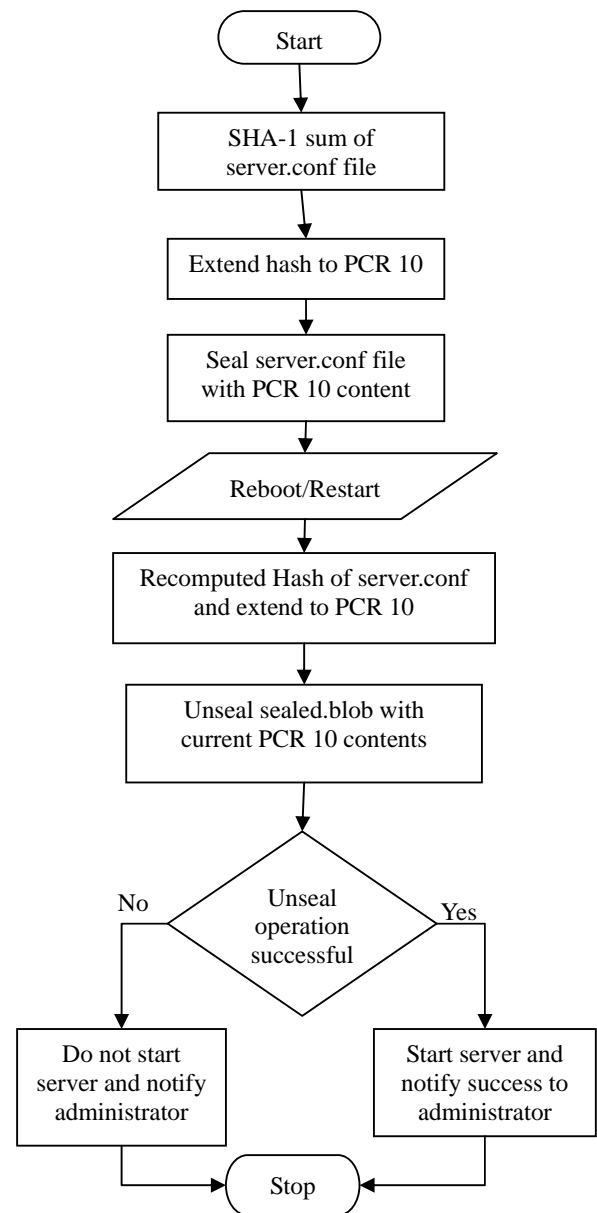 Start
SHA-1 sum of
server.conf file
Extend hash to PCR 10
Seal server.conf file
with PCR 10 content
Reboot/Restart
Recomputed Hash of server.conf
and extend to PCR 10
Unseal sealed.blob with
current PCR 10 contents
Unseal
operation
successful
No
Yes
Do not start
server and notify
administrator
Start server and
notify success to
administrator
Stop